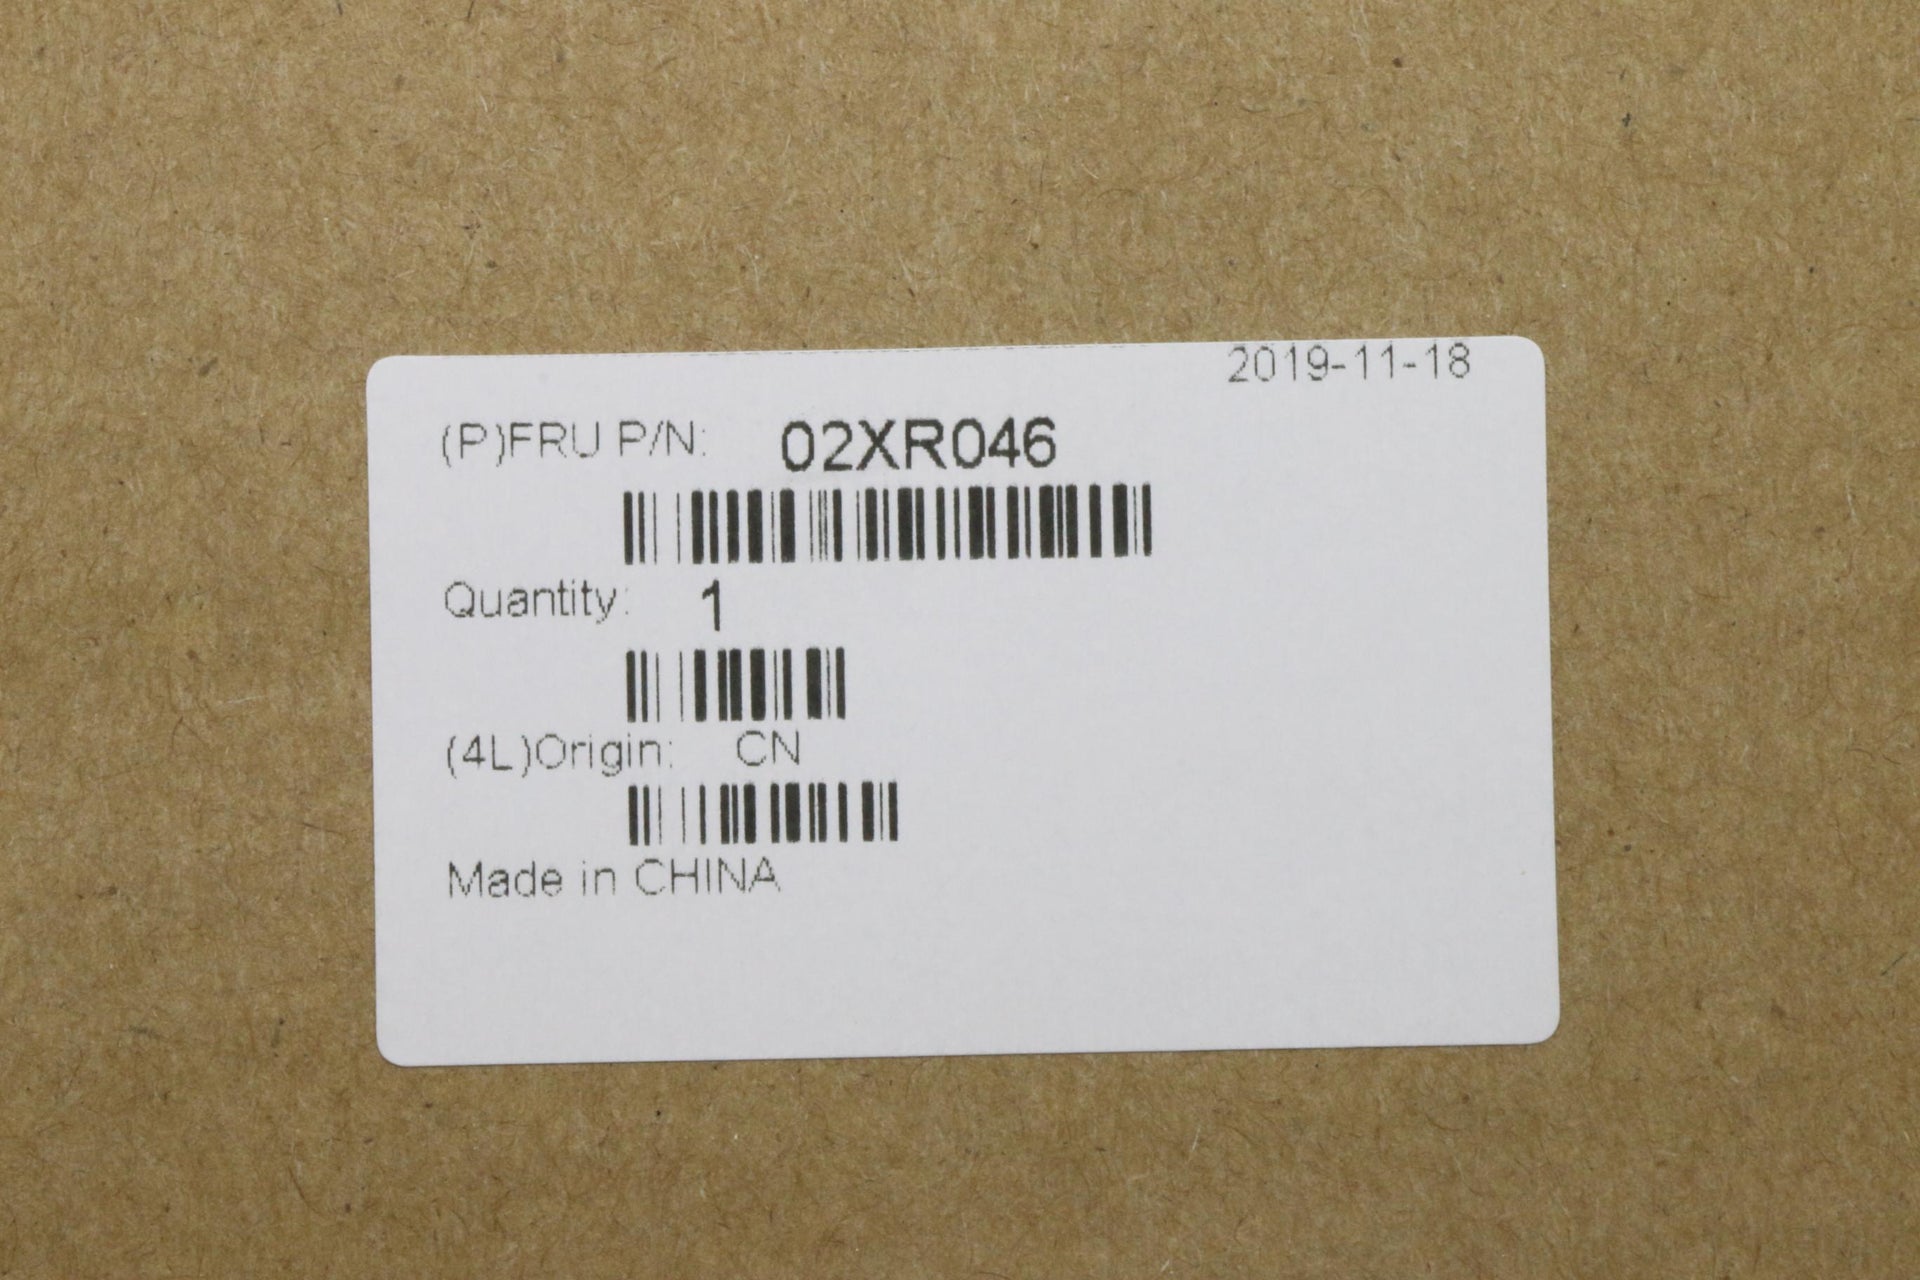 2019-11-18
(P)FRU P/N: 02XR046
Quantity: 1
(4L)Origin: CN
Made in CHINA